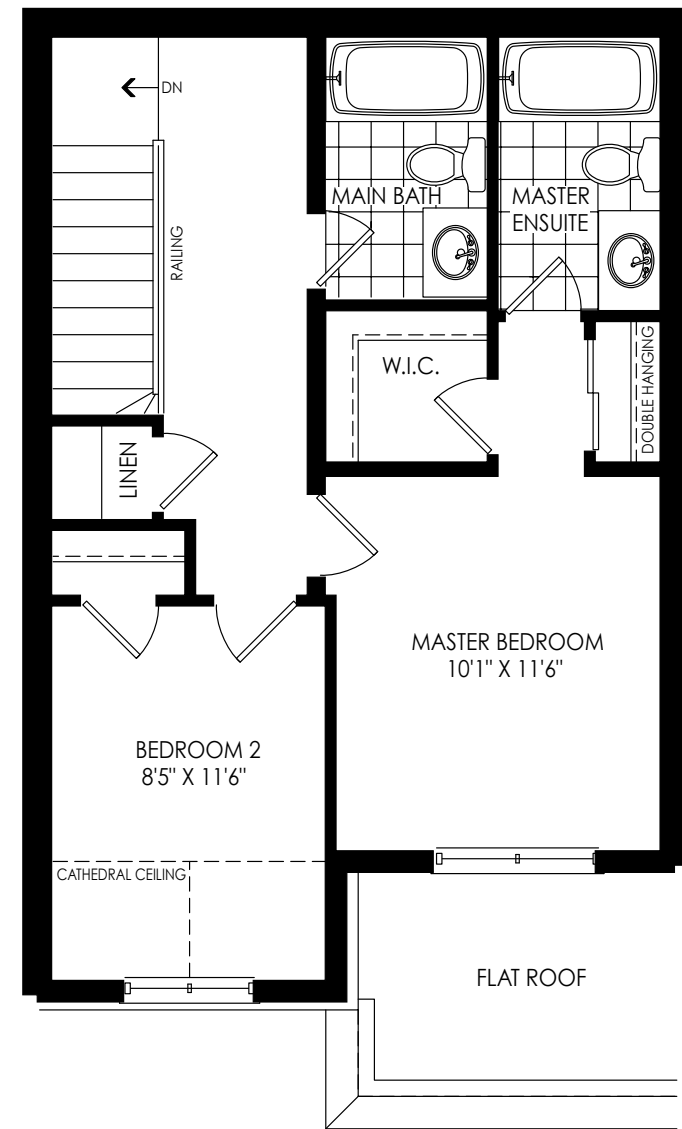 DN
MAIN BATH
MASTER
ENSUITE
RAILING
W.I.C.
DOUBLE HANGING
LINEN
MASTER BEDROOM
10'1" X 11'6"
BEDROOM 2
8'5" X 11'6"
CATHEDRAL CEILING
FLAT ROOF